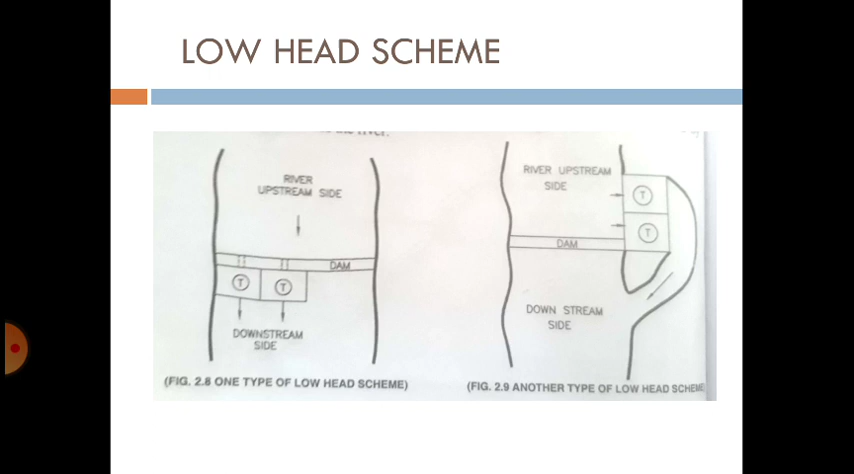 LOW HEAD SCHEME
RIVER
UPSTREAM SIDE
DAM
T
T
DOWNSTREAM
SIDE
(FIG. 2.8 ONE TYPE OF LOW HEAD SCHEME)
RIVER UPSTREAM
SIDE
T
T
DAM
DOWN STREAM
SIDE
(FIG. 2.9 ANOTHER TYPE OF LOW HEAD SCHEME